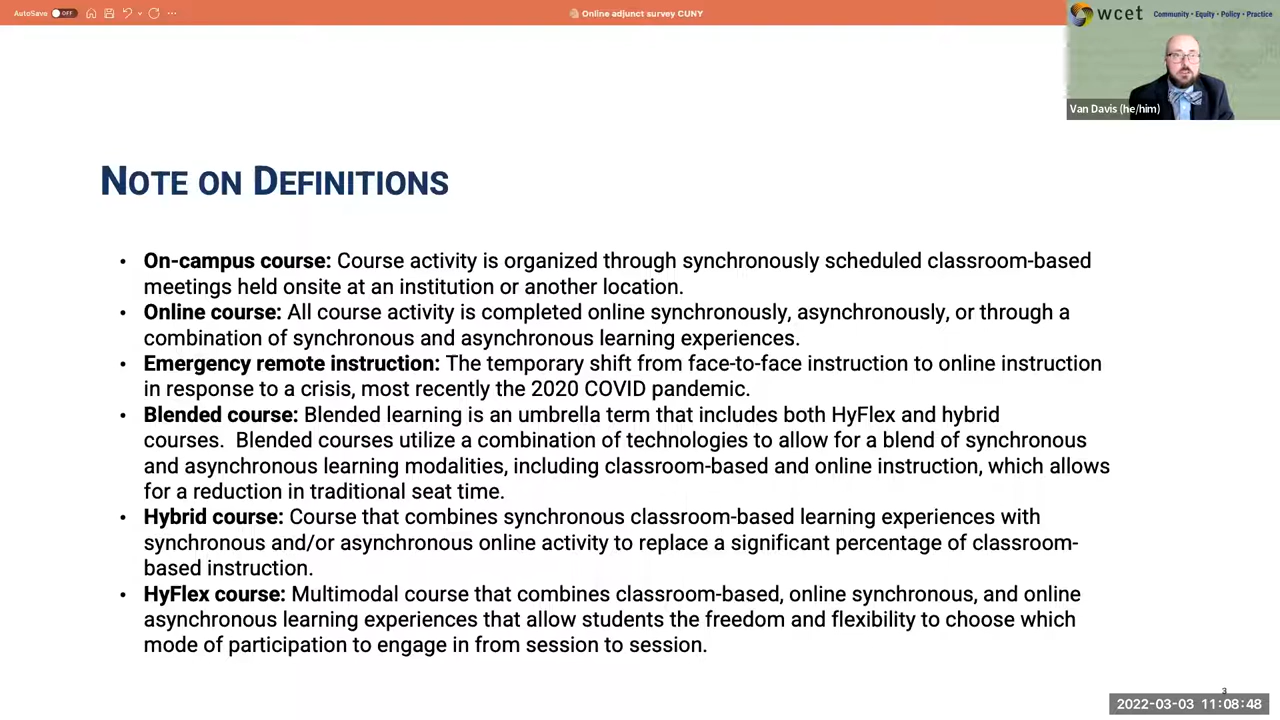 AutoSave OFF
Online adjunct survey CUNY
wcet Community • Equity • Policy • Practice
Van Davis (he/him)
NOTE ON DEFINITIONS
• On-campus course: Course activity is organized through synchronously scheduled classroom-based
meetings held onsite at an institution or another location.
• Online course: All course activity is completed online synchronously, asynchronously, or through a
combination of synchronous and asynchronous learning experiences.
• Emergency remote instruction: The temporary shift from face-to-face instruction to online instruction
in response to a crisis, most recently the 2020 COVID pandemic.
• Blended course: Blended learning is an umbrella term that includes both HyFlex and hybrid
courses.  Blended courses utilize a combination of technologies to allow for a blend of synchronous
and asynchronous learning modalities, including classroom-based and online instruction, which allows
for a reduction in traditional seat time.
• Hybrid course: Course that combines synchronous classroom-based learning experiences with
synchronous and/or asynchronous online activity to replace a significant percentage of classroom-
based instruction.
• HyFlex course: Multimodal course that combines classroom-based, online synchronous, and online
asynchronous learning experiences that allow students the freedom and flexibility to choose which
mode of participation to engage in from session to session.
3
2022-03-03 11:08:48